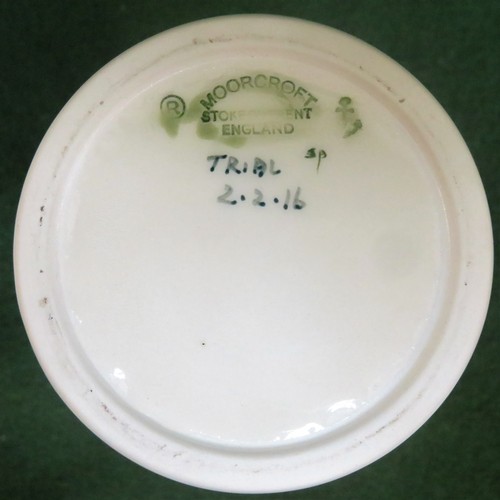 ® MOORCROFT
STOKE ON TRENT
ENGLAND
TRIAL SP
2.2.16